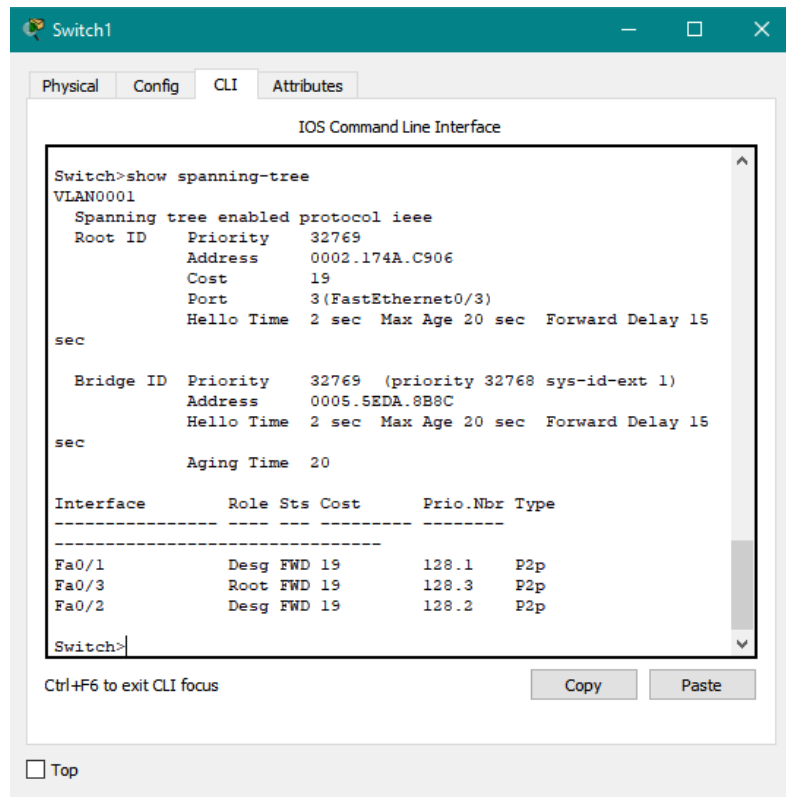 Switch1
Physical Config CLI Attributes
IOS Command Line Interface
Switch>show spanning-tree
VLAN0001
  Spanning tree enabled protocol ieee
  Root ID    Priority    32769
             Address     0002.174A.C906
             Cost        19
             Port        3(FastEthernet0/3)
             Hello Time  2 sec  Max Age 20 sec  Forward Delay 15
sec
  Bridge ID  Priority    32769  (priority 32768 sys-id-ext 1)
             Address     0005.5EDA.8B8C
             Hello Time  2 sec  Max Age 20 sec  Forward Delay 15
sec
             Aging Time  20
Interface        Role Sts Cost      Prio.Nbr Type
---------------- ---- --- --------- --------
--------------------------------
Fa0/1            Desg FWD 19        128.1    P2p
Fa0/3            Root FWD 19        128.3    P2p
Fa0/2            Desg FWD 19        128.2    P2p
Switch>
Ctrl+F6 to exit CLI focus Copy Paste
Top